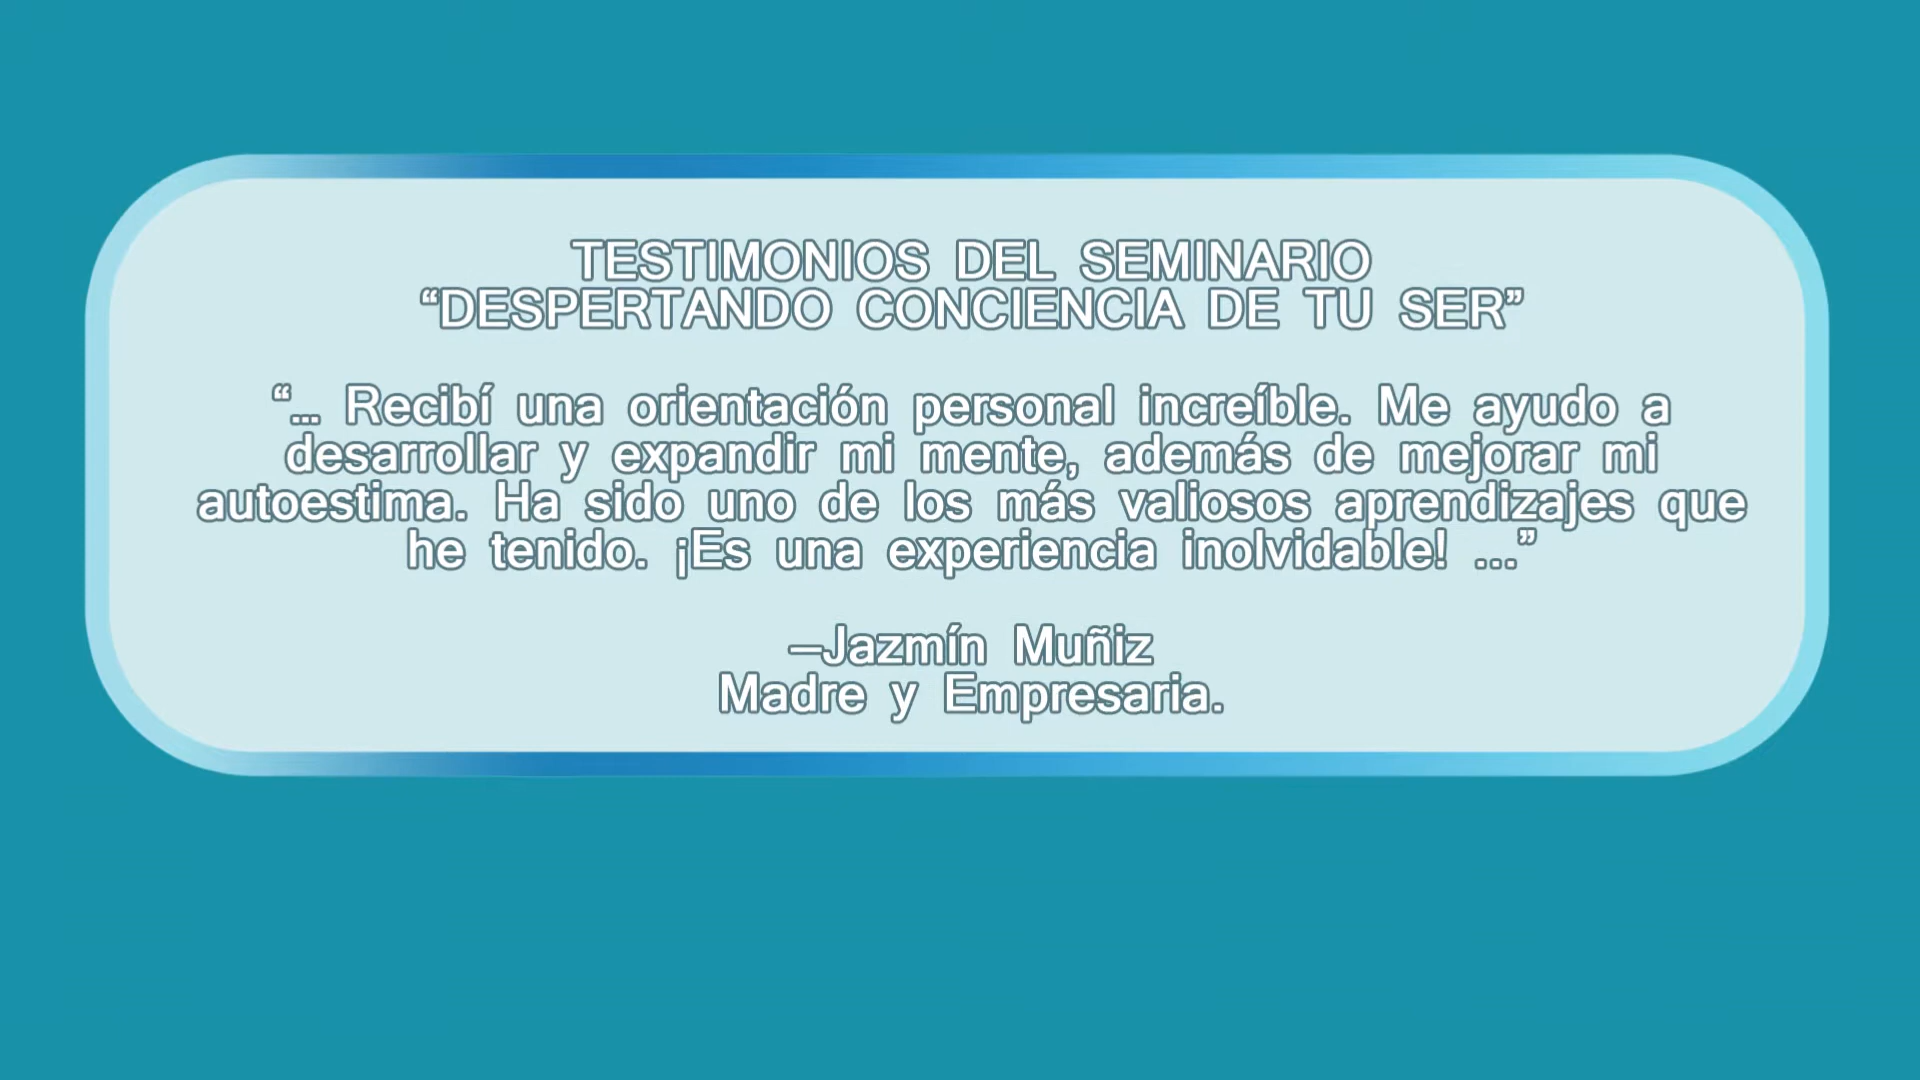 TESTIMONIOS DEL SEMINARIO
“DESPERTANDO CONCIENCIA DE TU SER”
“... Recibí una orientación personal increíble. Me ayudo a
desarrollar y expandir mi mente, además de mejorar mi
autoestima. Ha sido uno de los más valiosos aprendizajes que
he tenido. ¡Es una experiencia inolvidable! ...”
–Jazmín Muñiz
Madre y Empresaria.